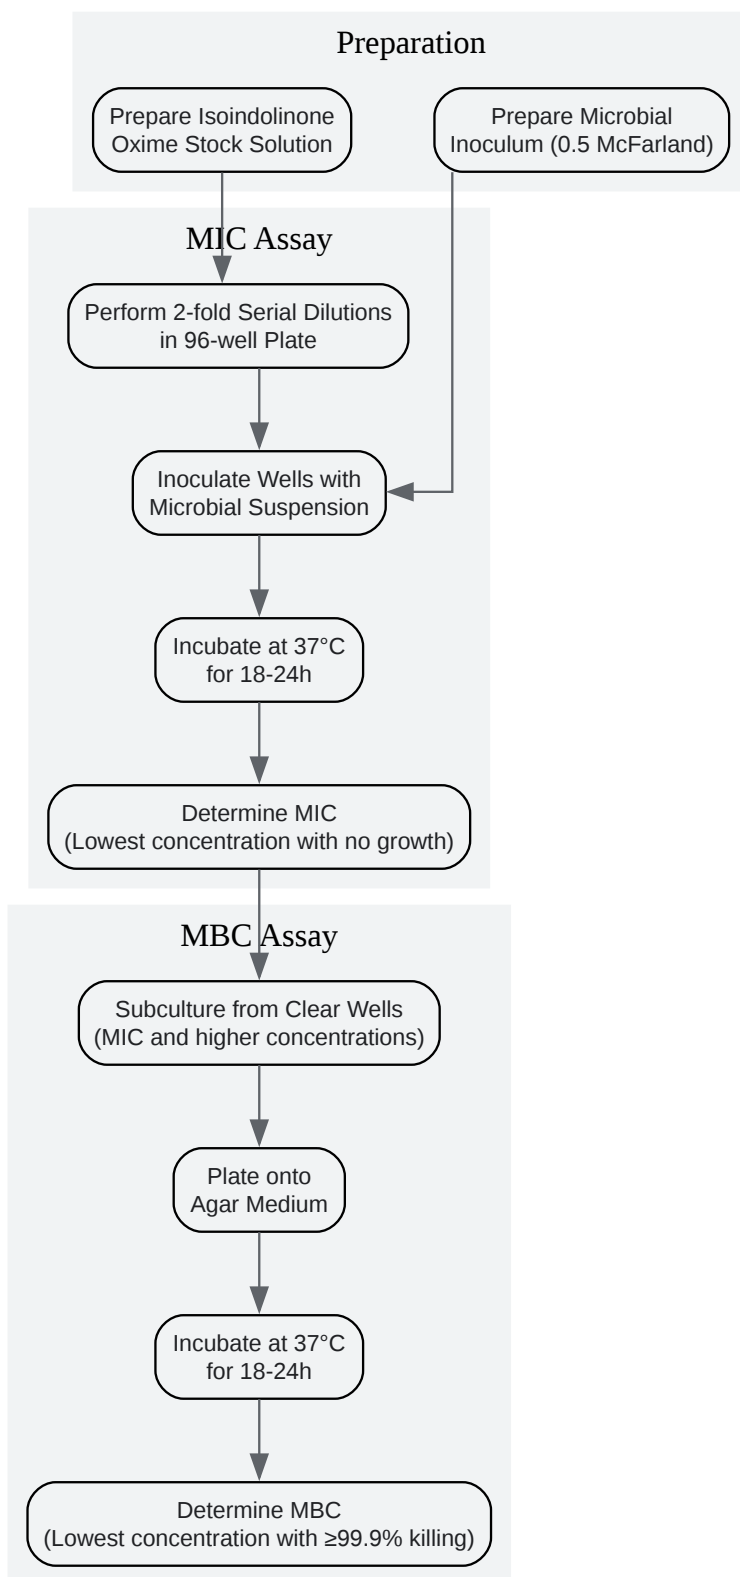 Preparation
Prepare Isoindolinone
Oxime Stock Solution
Prepare Microbial
Inoculum (0.5 McFarland)
MIC Assay
Perform 2-fold Serial Dilutions
in 96-well Plate
Inoculate Wells with
Microbial Suspension
Incubate at 37°C
for 18-24h
Determine MIC
(Lowest concentration with no growth)
MBC Assay
Subculture from Clear Wells
(MIC and higher concentrations)
Plate onto
Agar Medium
Incubate at 37°C
for 18-24h
Determine MBC
(Lowest concentration with ≥99.9% killing)